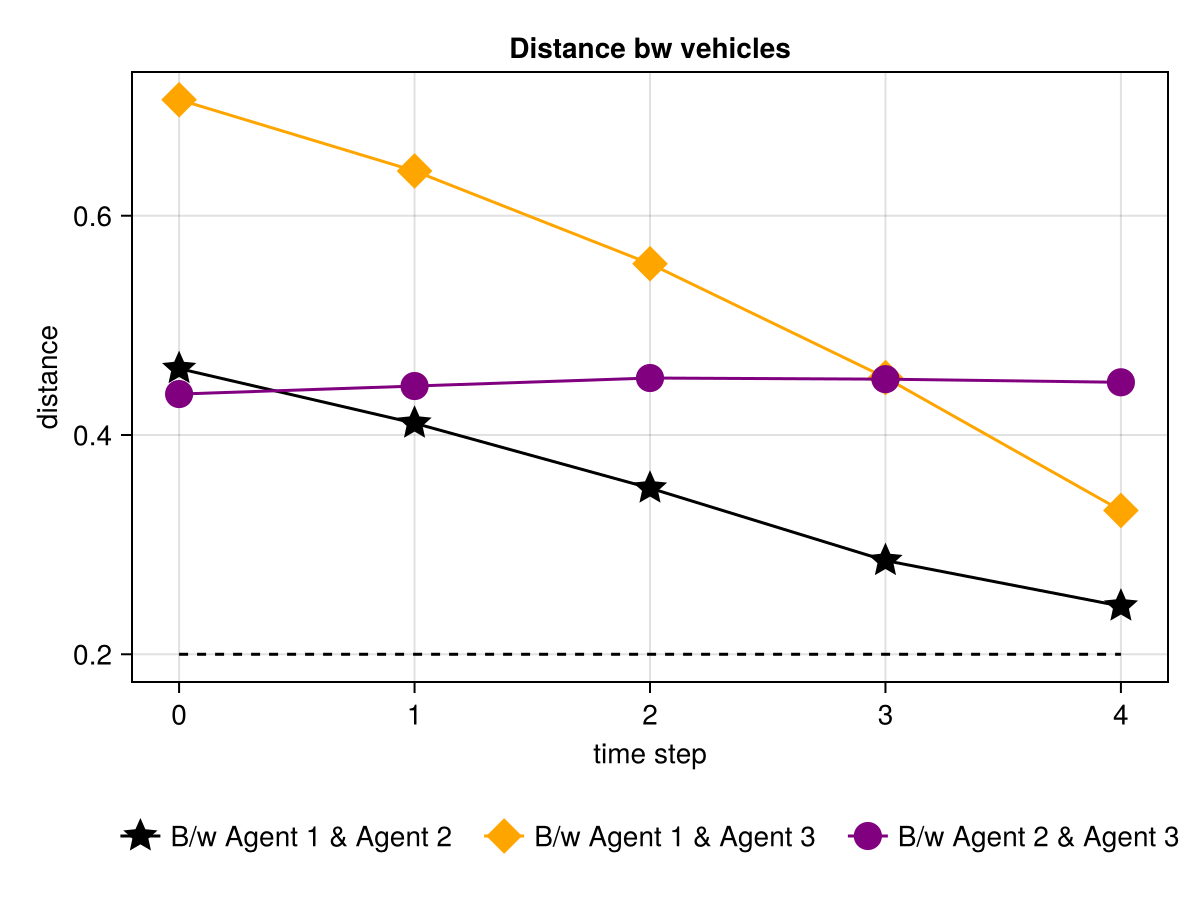 Distance bw vehicles
distance
0.6
0.4
0.2
0 1 2 3 4
time step
B/w Agent 1 & Agent 2 B/w Agent 1 & Agent 3 B/w Agent 2 & Agent 3